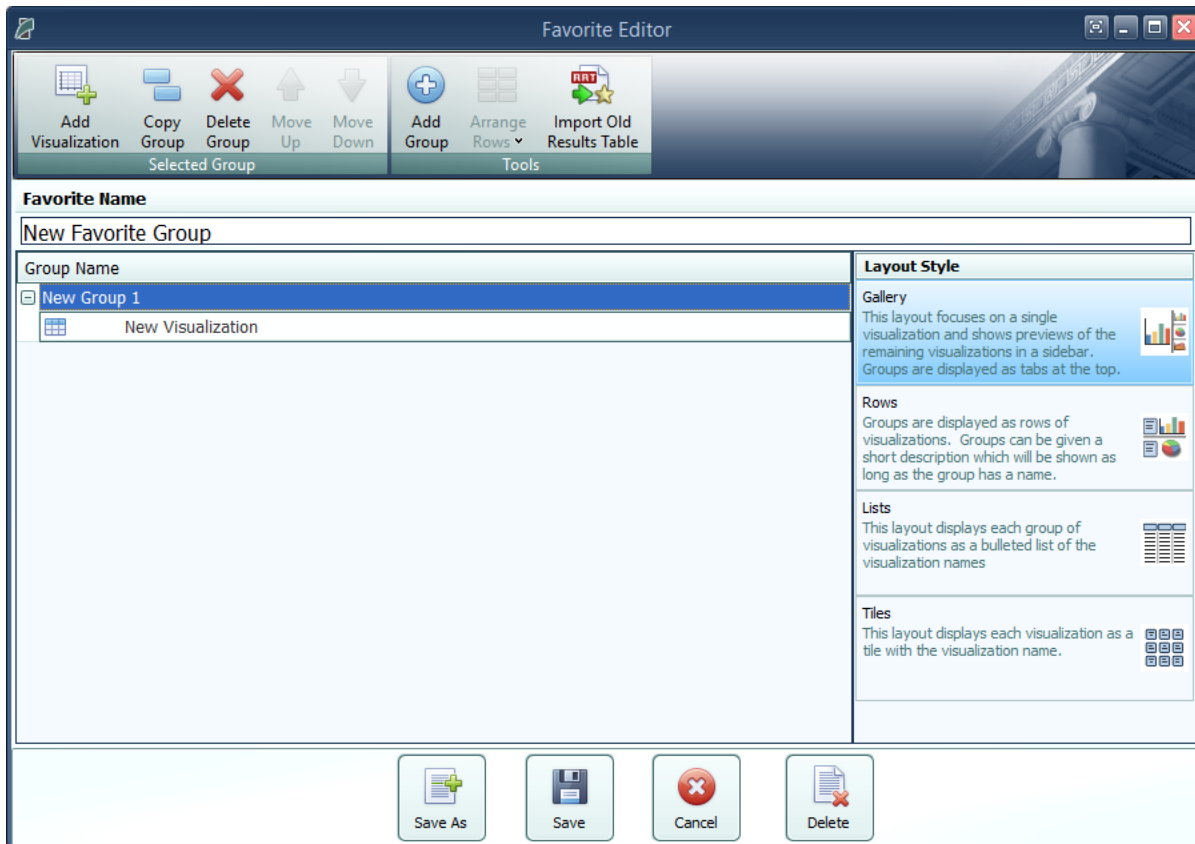 Favorite Editor
Add Visualization
Copy Group
Delete Group
Move Up
Move Down
Selected Group
Add Group
Arrange Rows
ART
Import Old Results Table
Tools
Favorite Name
New Favorite Group
Group Name
New Group 1
New Visualization
Layout Style
Gallery
This layout focuses on a single
visualization and shows previews of the
remaining visualizations in a sidebar.
Groups are displayed as tabs at the top.
Rows
Groups are displayed as rows of
visualizations.  Groups can be given a
short description which will be shown as
long as the group has a name.
Lists
This layout displays each group of
visualizations as a bulleted list of the
visualization names
Tiles
This layout displays each visualization as a
tile with the visualization name.
Save As
Save
Cancel
Delete